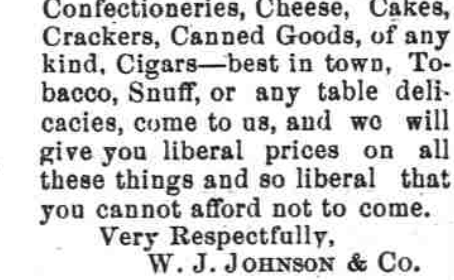 Confectioneries, Cheese, Cakes,
Crackers, Canned Goods, of any
kind, Cigars—best in town, To-
bacco, Snuff, or any table deli-
cacies, come to us, and we will
give you liberal prices on all
these things and so liberal that
you cannot afford not to come.
Very Respectfully,
W. J. JOHNSON & Co.